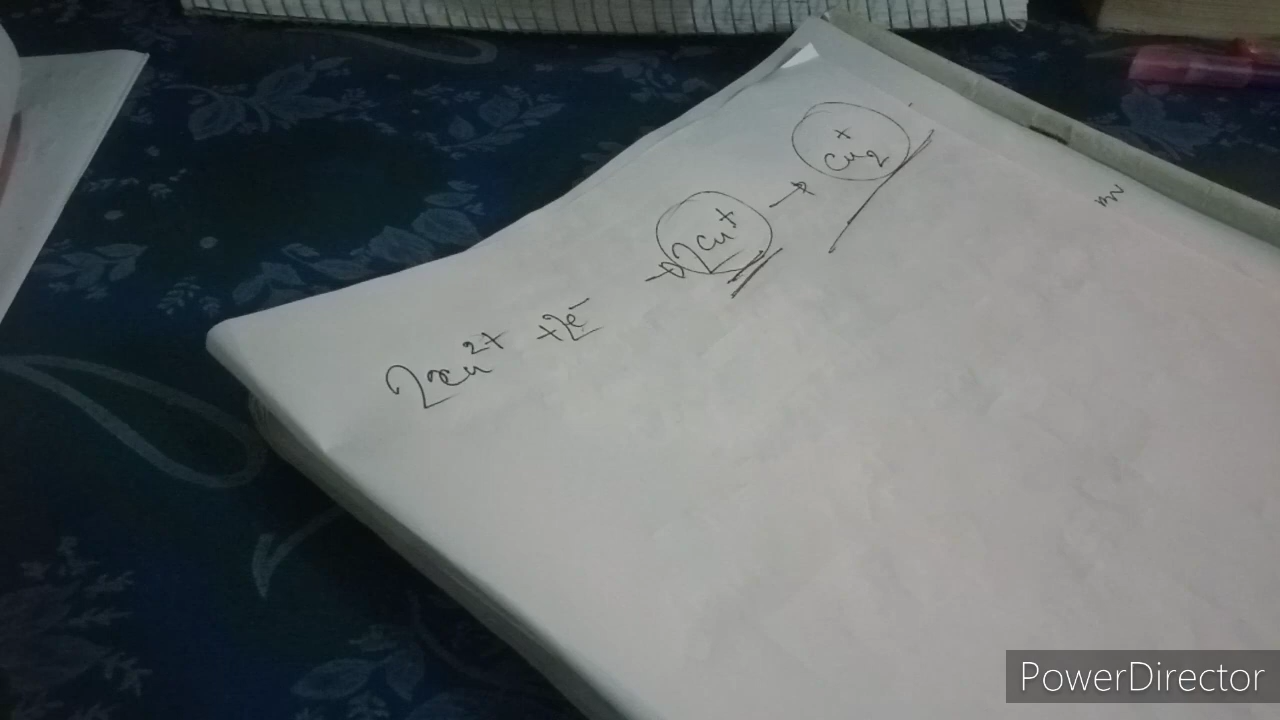 2Cu²⁺ +2e⁻ → 2Cu⁺ → Cu₂⁺
PowerDirector